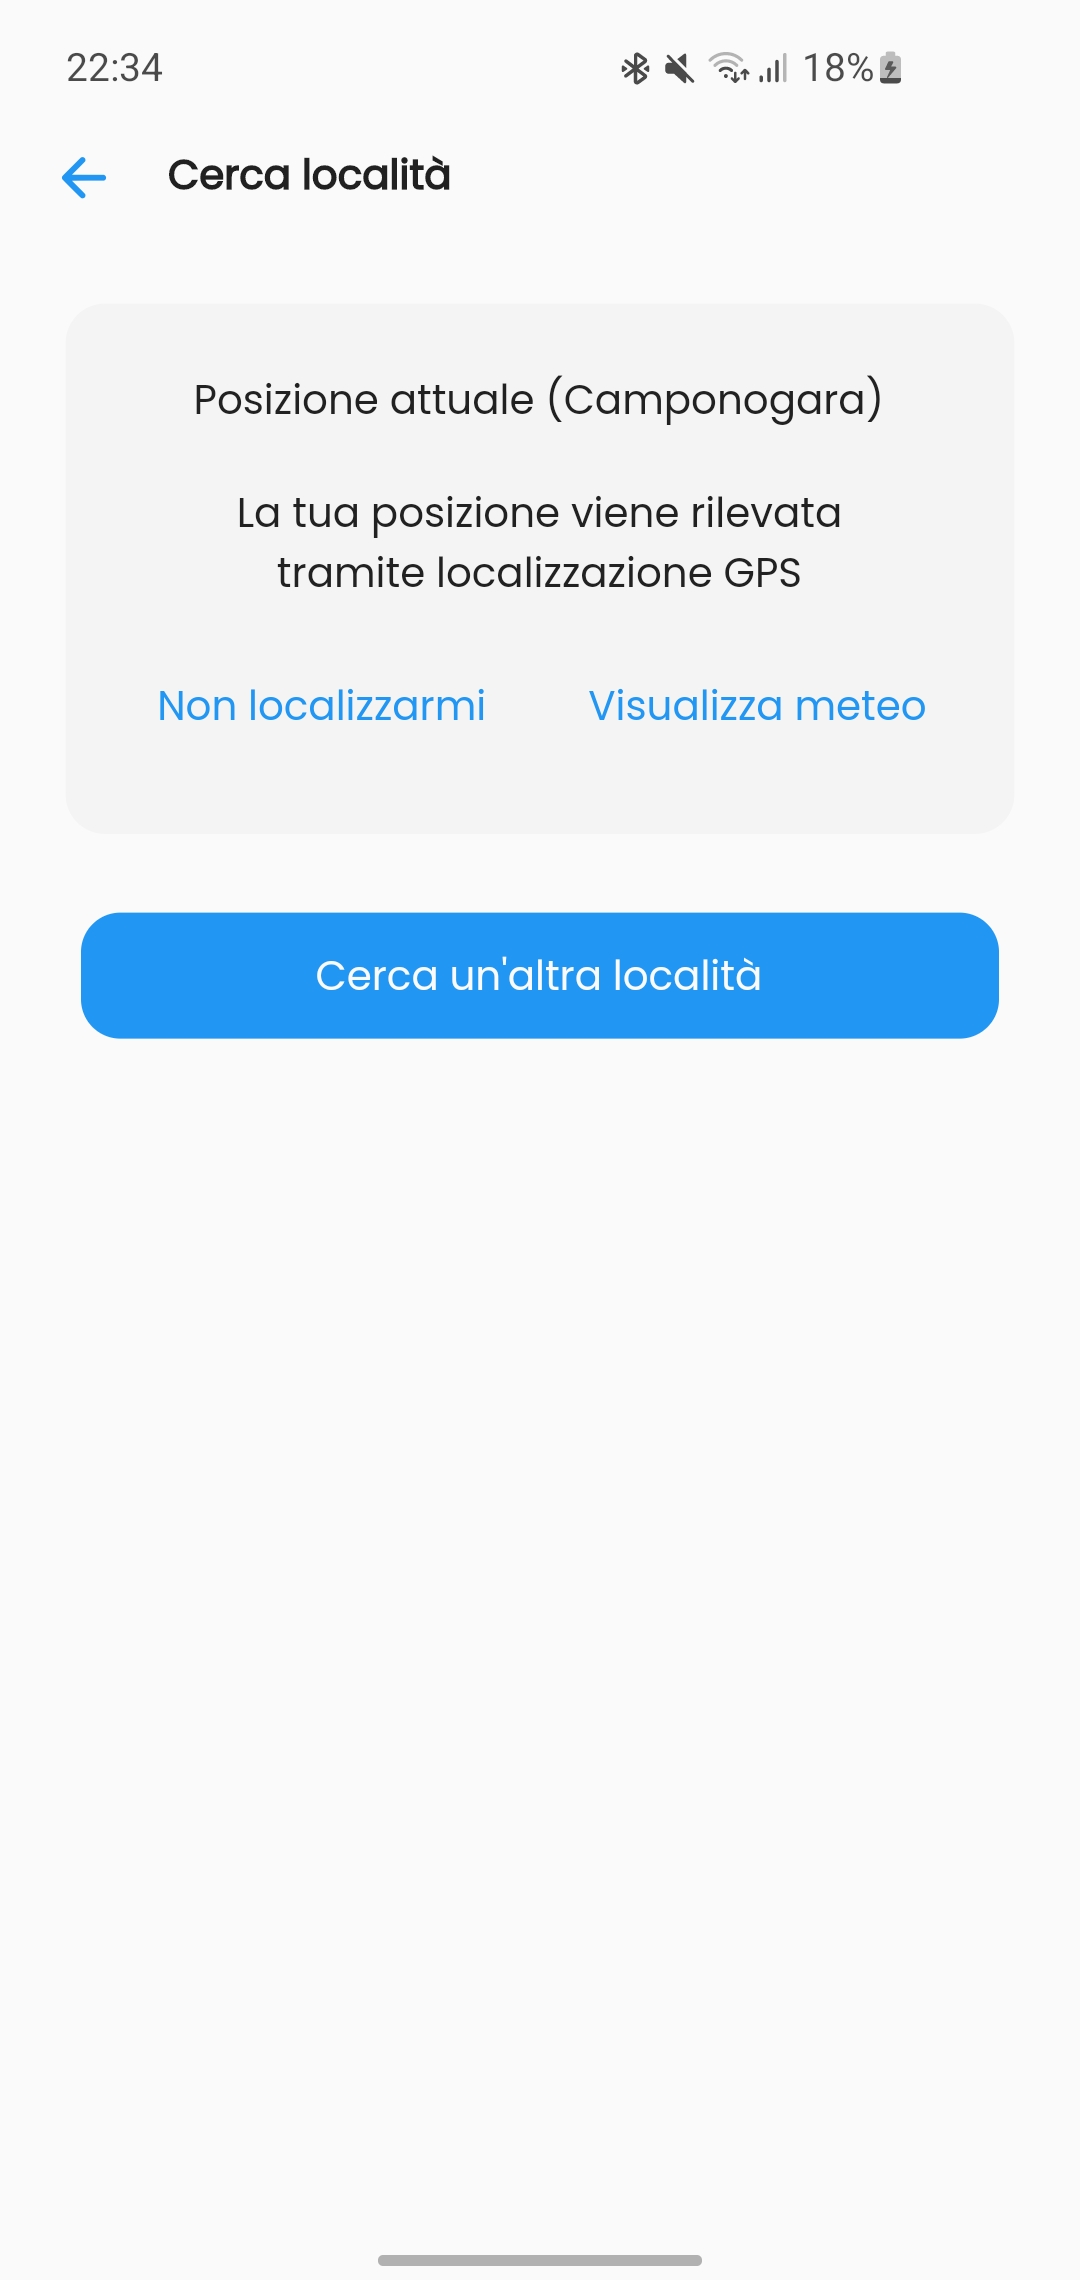 22:34
18%
Cerca località
Posizione attuale (Camponogara)
La tua posizione viene rilevata
tramite localizzazione GPS
Non localizzarmi
Visualizza meteo
Cerca un'altra località